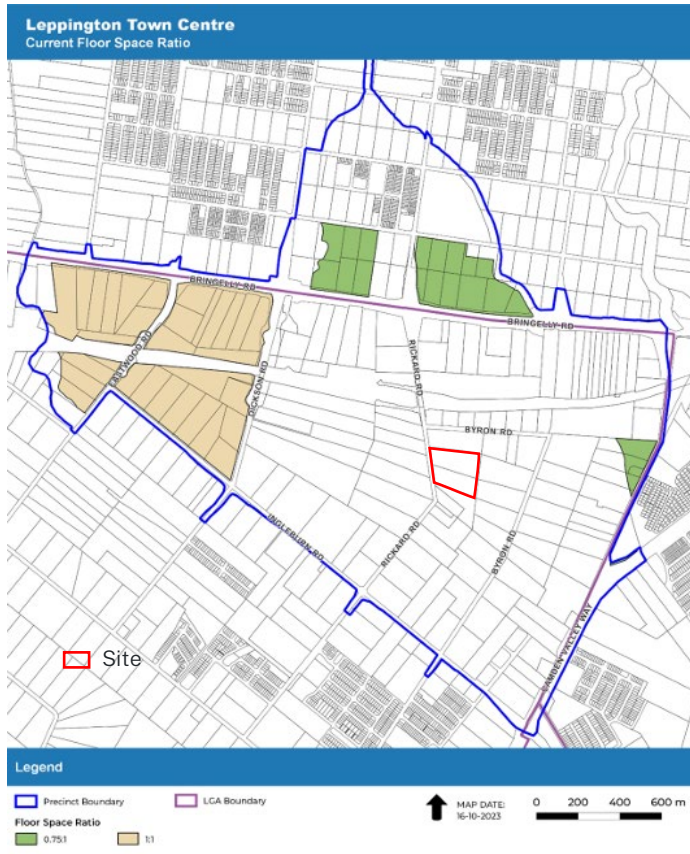 Leppington Town Centre
Current Floor Space Ratio
BRINGELLY RD
BRINGELLY RD
EASTWOOD RD
DICKSON RD
RICKARD RD
BYRON RD
INGLEBURN RD
RICKARD RD
BYRON RD
CAMDEN VALLEY WAY
Site
Legend
Precinct Boundary
LGA Boundary
Floor Space Ratio
0.75:1
1:1
MAP DATE:
16-10-2023
0 200 400 600 m